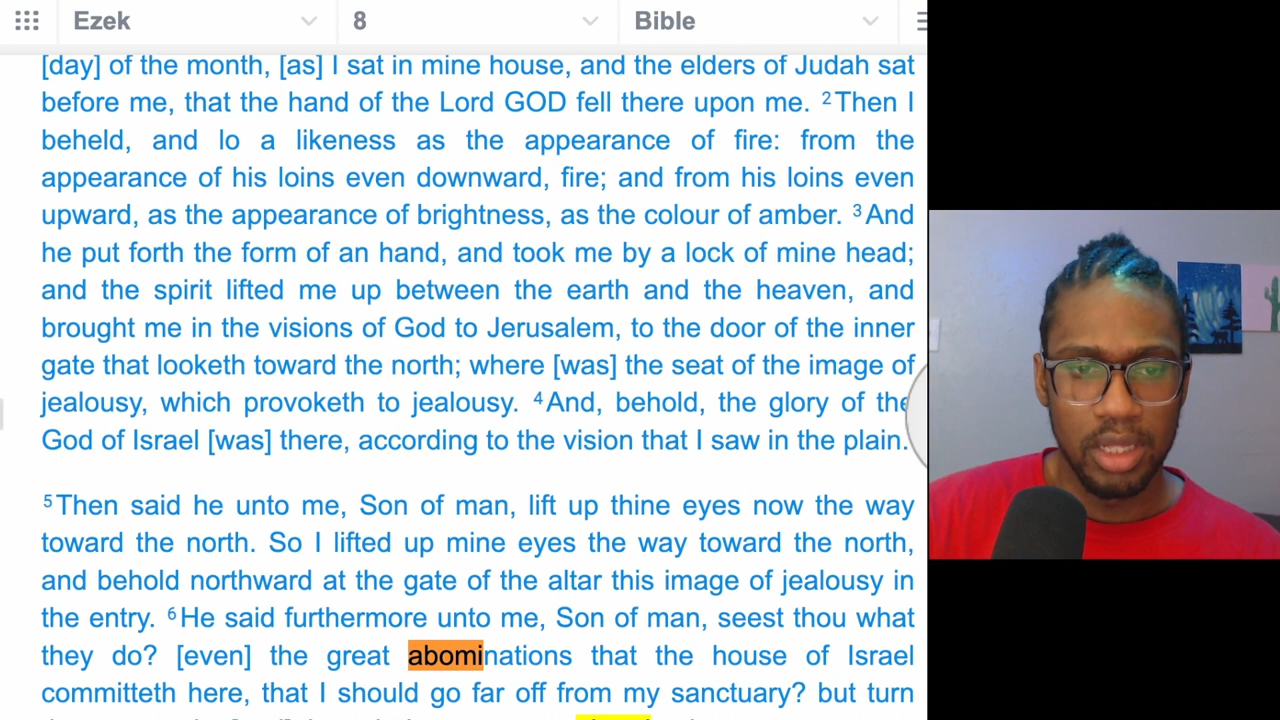 Ezek 8 Bible
[day] of the month, [as] I sat in mine house, and the elders of Judah sat
before me, that the hand of the Lord GOD fell there upon me. 2 Then I
beheld, and lo a likeness as the appearance of fire: from the
appearance of his loins even downward, fire; and from his loins even
upward, as the appearance of brightness, as the colour of amber. 3 And
he put forth the form of an hand, and took me by a lock of mine head;
and the spirit lifted me up between the earth and the heaven, and
brought me in the visions of God to Jerusalem, to the door of the inner
gate that looketh toward the north; where [was] the seat of the image of
jealousy, which provoketh to jealousy. 4 And, behold, the glory of the
God of Israel [was] there, according to the vision that I saw in the plain.
5 Then said he unto me, Son of man, lift up thine eyes now the way
toward the north. So I lifted up mine eyes the way toward the north,
and behold northward at the gate of the altar this image of jealousy in
the entry. 6 He said furthermore unto me, Son of man, seest thou what
they do? [even] the great abominations that the house of Israel
committeth here, that I should go far off from my sanctuary? but turn